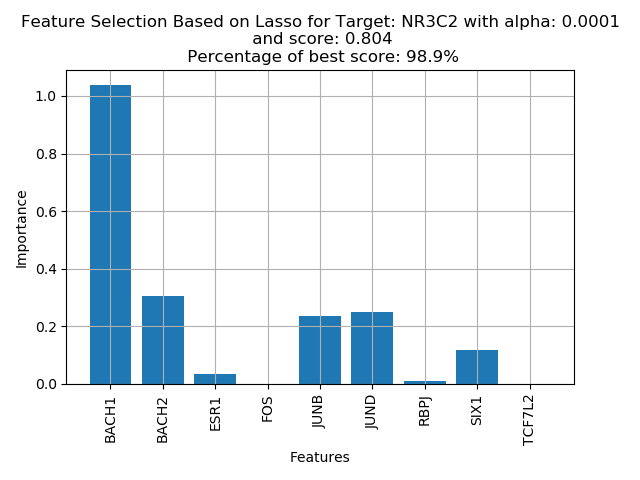 Feature Selection Based on Lasso for Target: NR3C2 with alpha: 0.0001
and score: 0.804
Percentage of best score: 98.9%
Importance
1.0
0.8
0.6
0.4
0.2
0.0
BACH1
BACH2
ESR1
FOS
JUNB
JUND
RBPJ
SIX1
TCF7L2
Features